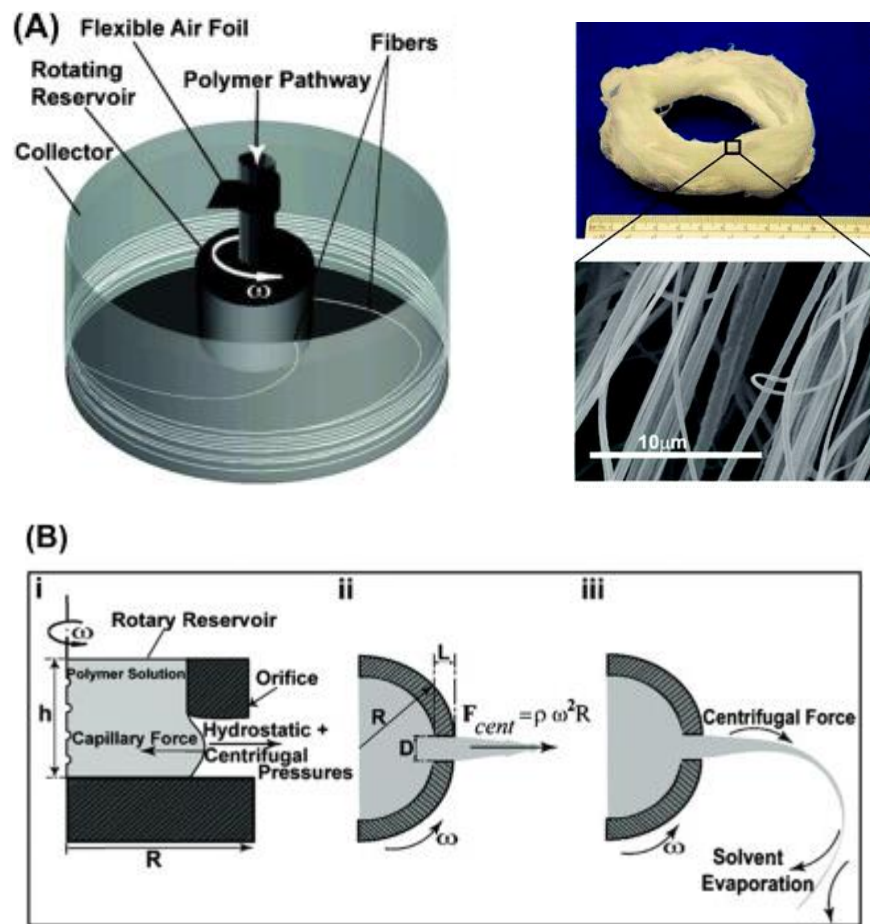 (A)
Flexible Air Foil
Rotating
Reservoir
Polymer Pathway
Fibers
Collector
ω
10μm
(B)
i
ω
Rotary Reservoir
Polymer Solution
Orifice
h
Capillary Force
Hydrostatic +
Centrifugal
Pressures
R
ii
L
R
F cent = ρ ω²R
D
ω
iii
Centrifugal Force
ω
Solvent
Evaporation